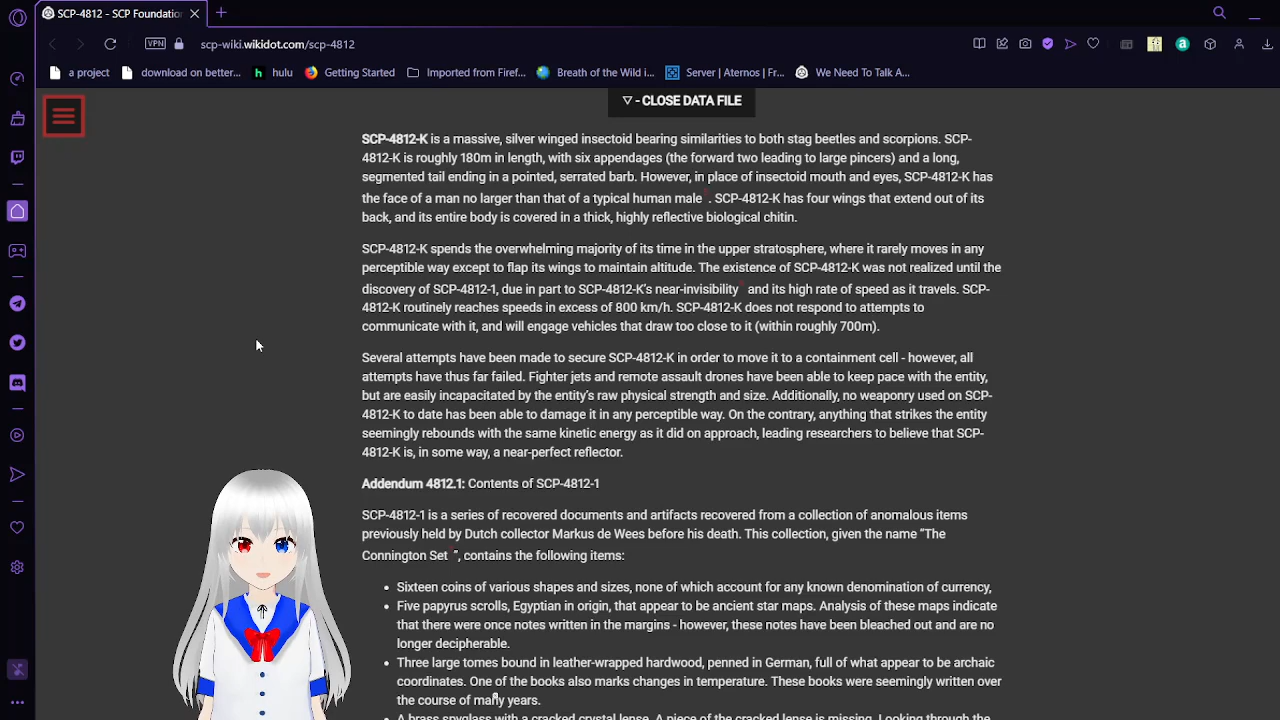 SCP-4812 - SCP Foundation
VPN
scp-wiki.wikidot.com/scp-4812
a project
download on better...
h hulu
Getting Started
Imported from Firef...
Breath of the Wild i...
Server | Aternos | Fr...
We Need To Talk A...
▽ - CLOSE DATA FILE
SCP-4812-K is a massive, silver winged insectoid bearing similarities to both stag beetles and scorpions. SCP-
4812-K is roughly 180m in length, with six appendages (the forward two leading to large pincers) and a long,
segmented tail ending in a pointed, serrated barb. However, in place of insectoid mouth and eyes, SCP-4812-K has
the face of a man no larger than that of a typical human male . SCP-4812-K has four wings that extend out of its
back, and its entire body is covered in a thick, highly reflective biological chitin.
SCP-4812-K spends the overwhelming majority of its time in the upper stratosphere, where it rarely moves in any
perceptible way except to flap its wings to maintain altitude. The existence of SCP-4812-K was not realized until the
discovery of SCP-4812-1, due in part to SCP-4812-K's near-invisibility and its high rate of speed as it travels. SCP-
4812-K routinely reaches speeds in excess of 800 km/h. SCP-4812-K does not respond to attempts to
communicate with it, and will engage vehicles that draw too close to it (within roughly 700m).
Several attempts have been made to secure SCP-4812-K in order to move it to a containment cell - however, all
attempts have thus far failed. Fighter jets and remote assault drones have been able to keep pace with the entity,
but are easily incapacitated by the entity's raw physical strength and size. Additionally, no weaponry used on SCP-
4812-K to date has been able to damage it in any perceptible way. On the contrary, anything that strikes the entity
seemingly rebounds with the same kinetic energy as it did on approach, leading researchers to believe that SCP-
4812-K is, in some way, a near-perfect reflector.
Addendum 4812.1: Contents of SCP-4812-1
SCP-4812-1 is a series of recovered documents and artifacts recovered from a collection of anomalous items
previously held by Dutch collector Markus de Wees before his death. This collection, given the name "The
Connington Set ", contains the following items:
• Sixteen coins of various shapes and sizes, none of which account for any known denomination of currency,
• Five papyrus scrolls, Egyptian in origin, that appear to be ancient star maps. Analysis of these maps indicate
that there were once notes written in the margins - however, these notes have been bleached out and are no
longer decipherable.
• Three large tomes bound in leather-wrapped hardwood, penned in German, full of what appear to be archaic
coordinates. One of the books also marks changes in temperature. These books were seemingly written over
the course of many years.
• A brass spyglass with a cracked crystal lense. A piece of the cracked lense is missing. Looking through the